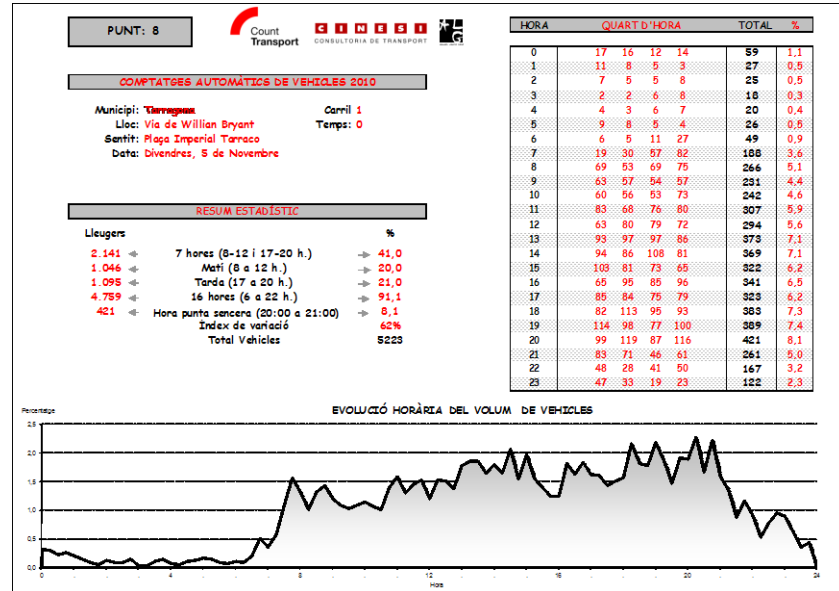 PUNT: 8
Count
Transport
CINESI
CONSULTORIA DE TRANSPORT
COMPTATGES AUTOMÀTICS DE VEHICLES 2010
Municipi: Tarragona Carril 1
Lloc: Via de Willian Bryant Temps: 0
Sentit: Plaça Imperial Tarraco
Data: Divendres, 5 de Novembre
RESUM ESTADÍSTIC
Lleugers %
2.141 7 hores (8-12 i 17-20 h.) 41,0
1.046 Matí (8 a 12 h.) 20,0
1.095 Tarda (17 a 20 h.) 21,0
4.759 16 hores (6 a 22 h.) 91,1
421 Hora punta sencera (20:00 a 21:00) 8,1
Índex de variació 62%
Total Vehicles 5223
HORA QUART D'HORA TOTAL %
0 17 16 12 14 59 1,1
1 11 8 5 3 27 0,5
2 7 5 5 8 25 0,5
3 2 2 6 8 18 0,3
4 4 3 6 7 20 0,4
5 9 8 5 4 26 0,5
6 6 5 11 27 49 0,9
7 19 30 57 82 188 3,6
8 69 53 69 75 266 5,1
9 63 57 54 57 231 4,4
10 60 56 53 73 242 4,6
11 83 68 76 80 307 5,9
12 63 80 79 72 294 5,6
13 93 97 97 86 373 7,1
14 94 86 108 81 369 7,1
15 103 81 73 65 322 6,2
16 65 95 85 96 341 6,5
17 85 84 75 79 323 6,2
18 82 113 95 93 383 7,3
19 114 98 77 100 389 7,4
20 99 119 87 116 421 8,1
21 83 71 46 61 261 5,0
22 48 28 41 50 167 3,2
23 47 33 19 23 122 2,3
EVOLUCIÓ HORÀRIA DEL VOLUM DE VEHICLES
Percentatge
2,5
2,0
1,5
1,0
0,5
0,0
0 4 8 12 16 20 24
Hora